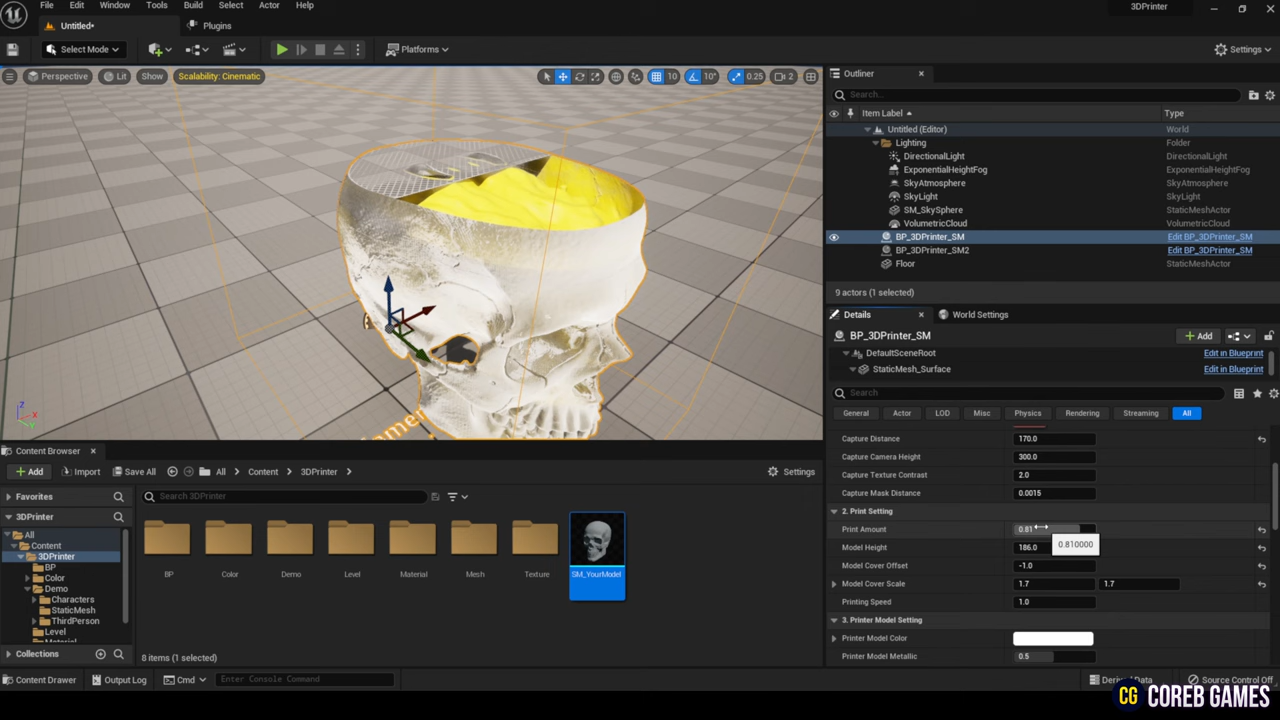 File Edit Window Tools Build Select Actor Help
3DPrinter
Untitled•
Plugins
Select Mode
Platforms
Settings
Perspective Lit Show Scalability: Cinematic
10 10° 0.25 2
Outliner
Search...
Item Label Type
Untitled (Editor) World
Lighting Folder
DirectionalLight DirectionalLight
ExponentialHeightFog ExponentialHeightFog
SkyAtmosphere SkyAtmosphere
SkyLight SkyLight
SM_SkySphere StaticMeshActor
VolumetricCloud VolumetricCloud
BP_3DPrinter_SM Edit BP_3DPrinter_SM
BP_3DPrinter_SM2 Edit BP_3DPrinter_SM
Floor StaticMeshActor
9 actors (1 selected)
Details World Settings
BP_3DPrinter_SM
Add
DefaultSceneRoot Edit in Blueprint
StaticMesh_Surface Edit in Blueprint
Search
General Actor LOD Misc Physics Rendering Streaming All
Capture Distance 170.0
Capture Camera Height 300.0
Capture Texture Contrast 2.0
Capture Mask Distance 0.0015
2. Print Setting
Print Amount 0.81
0.810000
Model Height 186.0
Model Cover Offset -1.0
Model Cover Scale 1.7 1.7
Printing Speed 1.0
3. Printer Model Setting
Printer Model Color
Printer Model Metallic 0.5
Z
X
Y
Content Browser
Add Import Save All All Content 3DPrinter
Settings
Favorites
Search 3DPrinter
3DPrinter
All
Content
3DPrinter
BP
Color
Demo
Characters
StaticMesh
ThirdPerson
Level
Material
Collections
BP Color Demo Level Material Mesh Texture SM_YourModel
8 items (1 selected)
Content Drawer Output Log Cmd Enter Console Command
Derived Data Source Control Off
CG COREB GAMES